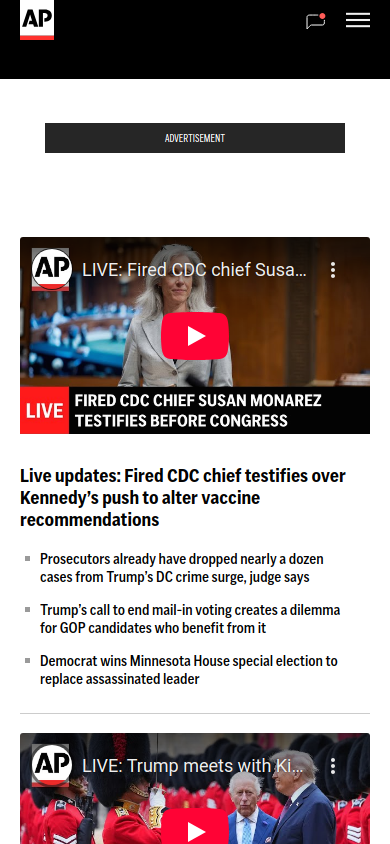 AP
ADVERTISEMENT
AP
LIVE: Fired CDC chief Susa...
LIVE
FIRED CDC CHIEF SUSAN MONAREZ
TESTIFIES BEFORE CONGRESS
Live updates: Fired CDC chief testifies over
Kennedy’s push to alter vaccine
recommendations
Prosecutors already have dropped nearly a dozen
cases from Trump’s DC crime surge, judge says
Trump’s call to end mail-in voting creates a dilemma
for GOP candidates who benefit from it
Democrat wins Minnesota House special election to
replace assassinated leader
AP
LIVE: Trump meets with Ki...